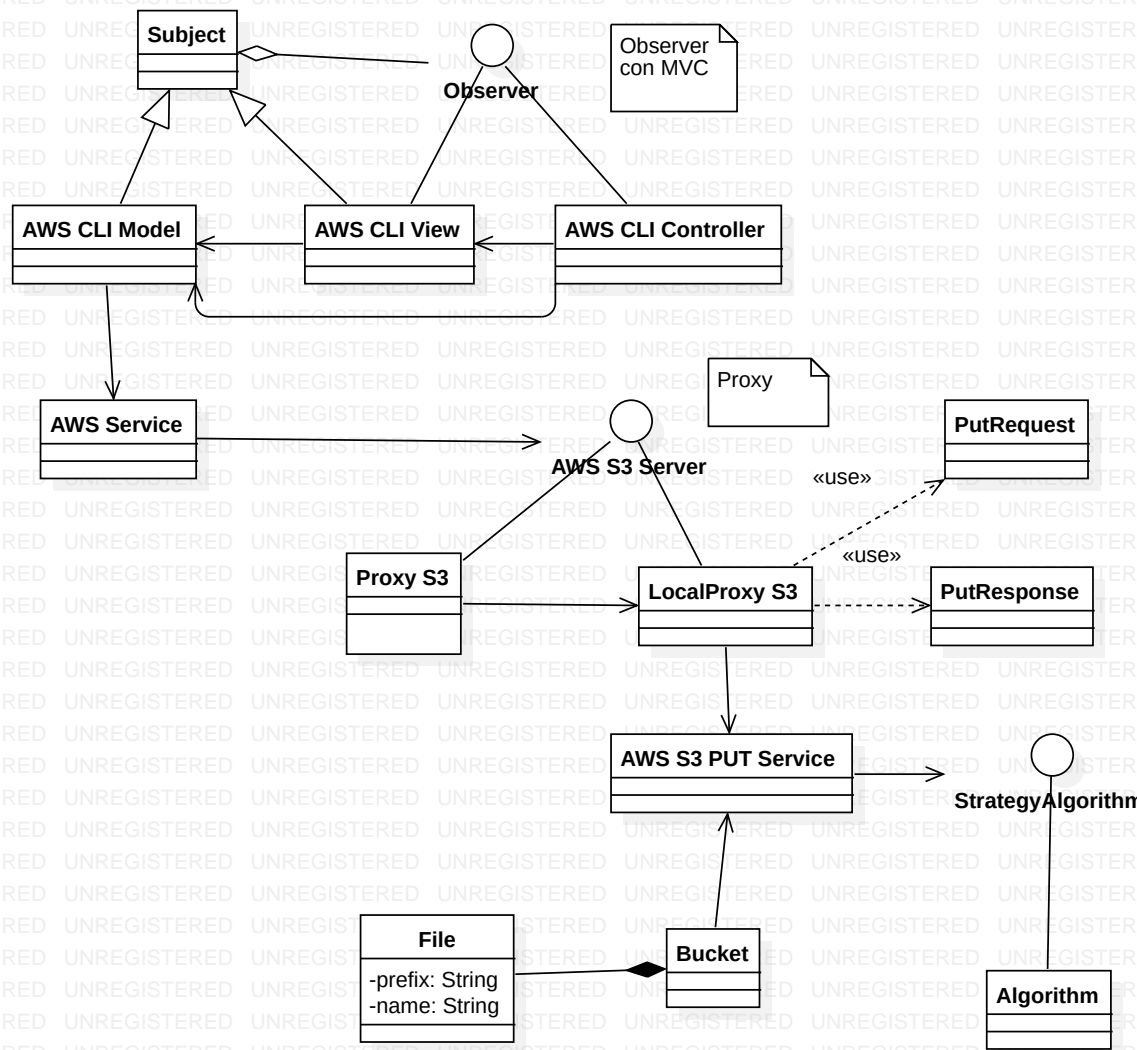 Subject
Observer
con MVC
Observer
AWS CLI Model
AWS CLI View
AWS CLI Controller
Proxy
AWS Service
AWS S3 Server
PutRequest
«use»
«use»
Proxy S3
LocalProxy S3
PutResponse
AWS S3 PUT Service
StrategyAlgorithm
File
-prefix: String
-name: String
Bucket
Algorithm